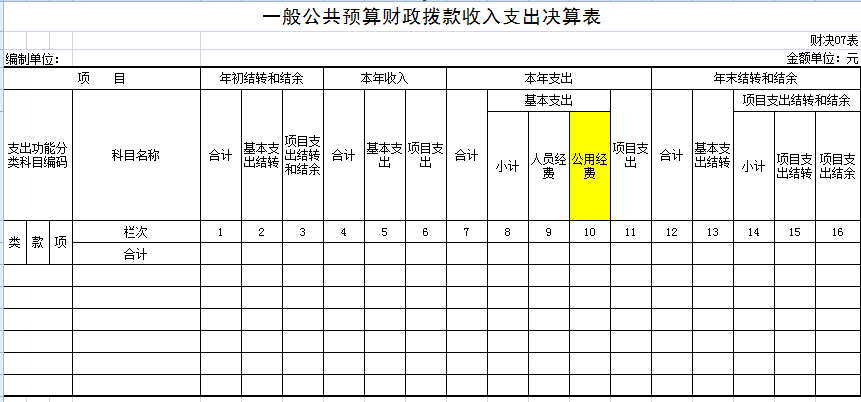 一般公共预算财政拨款收入支出决算表
财决07表
编制单位： 金额单位：元
项 目 年初结转和结余 本年收入 本年支出 年末结转和结余
支出功能分类科目编码 科目名称 合计 基本支出结转 项目支出结转和结余 合计 基本支出 项目支出 合计 基本支出 项目支出 合计 基本支出结转 项目支出结转和结余
小计 人员经费 公用经费 小计 项目支出结转 项目支出结余
类 款 项 栏次 1 2 3 4 5 6 7 8 9 10 11 12 13 14 15 16
合计